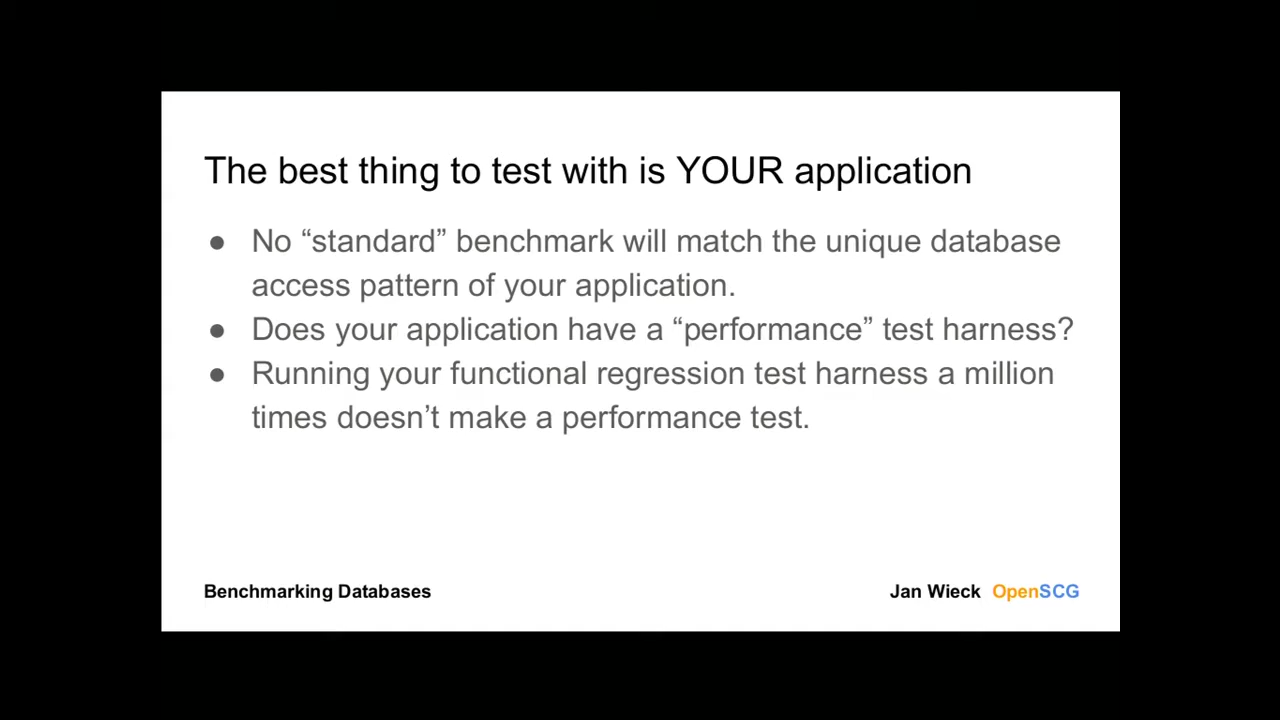 The best thing to test with is YOUR application
● No “standard” benchmark will match the unique database
access pattern of your application.
● Does your application have a “performance” test harness?
● Running your functional regression test harness a million
times doesn’t make a performance test.
Benchmarking Databases
Jan Wieck OpenSCG